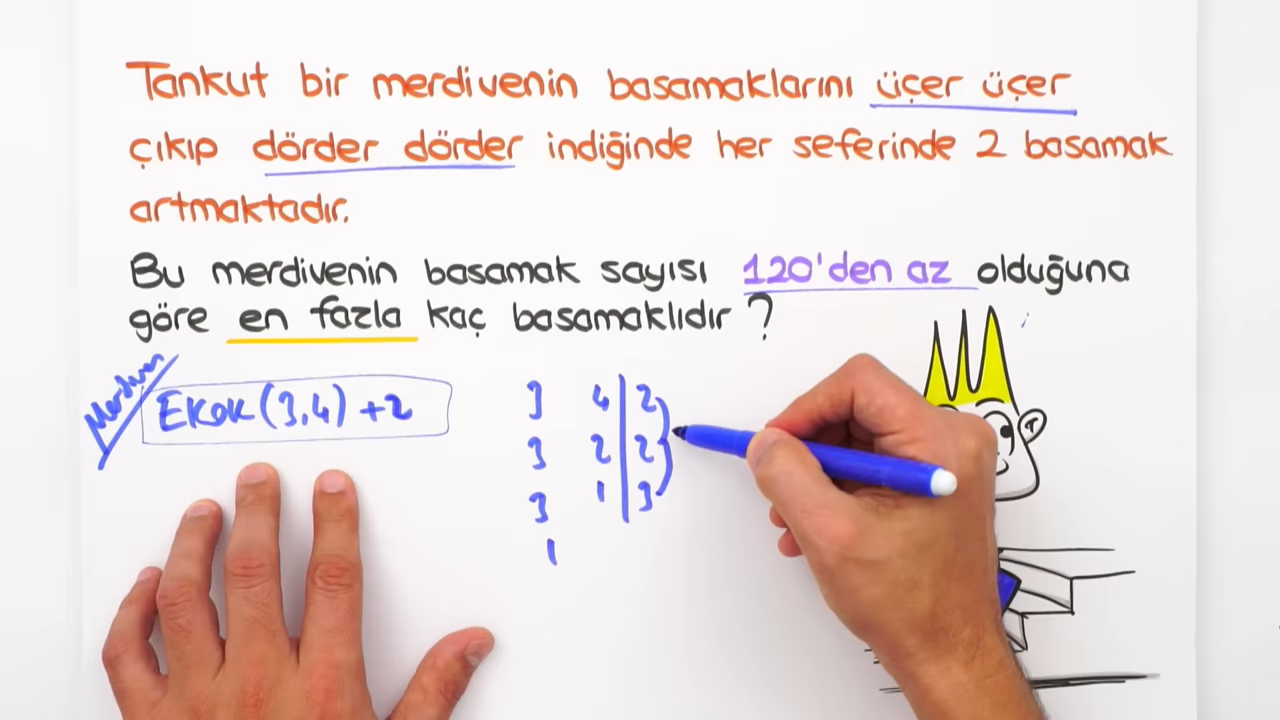 Tankut bir merdivenin basamaklarını üçer üçer
çıkıp dörder dörder indiğinde her seferinde 2 basamak
artmaktadır.
Bu merdivenin basamak sayısı 120'den az olduğuna
göre en fazla kaç basamaklıdır ?
Merdiven
EKOK(3,4) +2
3 4 | 2
3 2 | 2
3 1 | 3
1